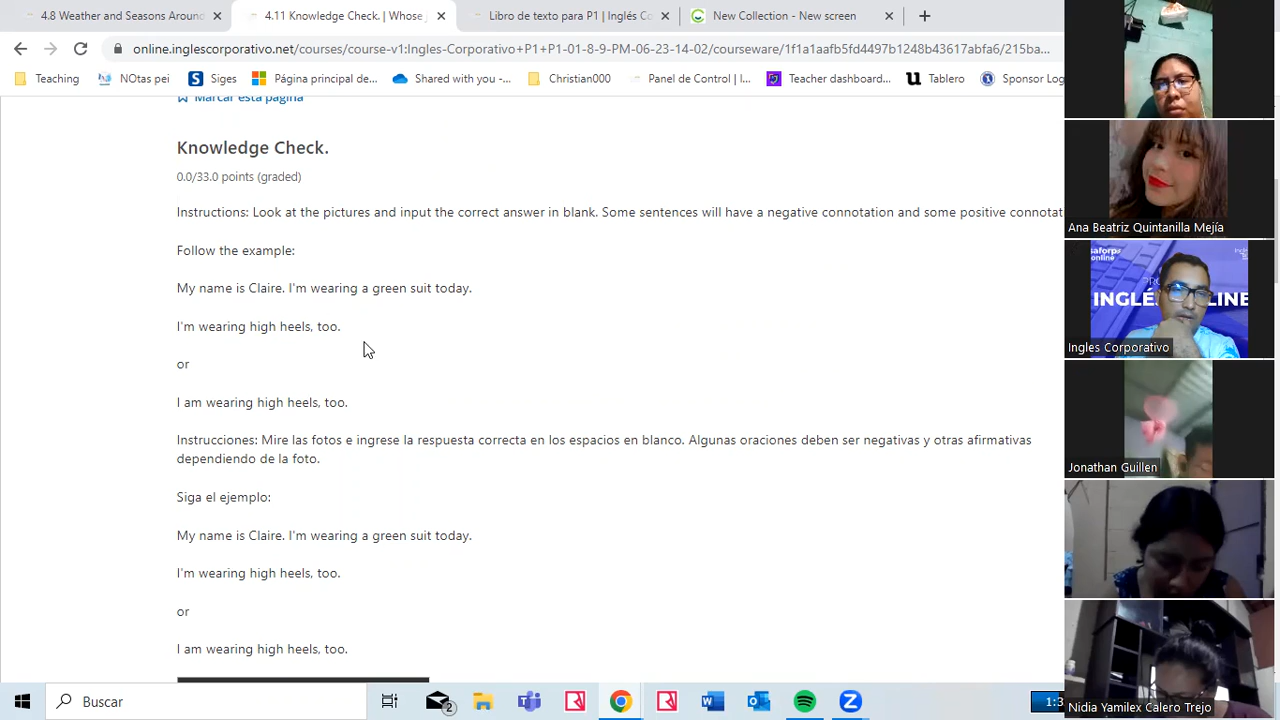 4.8 Weather and Seasons Around
4.11 Knowledge Check. | Whose
Libro de texto para P1 | Inglés C
New Collection - New screen
online.inglescorporativo.net/courses/course-v1:Ingles-Corporativo+P1+P1-01-8-9-PM-06-23-14-02/courseware/1f1a1aafb5fd4497b1248b43617abfa6/215ba...
Teaching
NOtas pei
Siges
Página principal de...
Shared with you -...
Christian000
Panel de Control | I...
Teacher dashboard...
Tablero
Sponsor Log
Marcar esta página
Knowledge Check.
0.0/33.0 points (graded)
Instructions: Look at the pictures and input the correct answer in blank. Some sentences will have a negative connotation and some positive connotat
Follow the example:
My name is Claire. I'm wearing a green suit today.
I'm wearing high heels, too.
or
I am wearing high heels, too.
Instrucciones: Mire las fotos e ingrese la respuesta correcta en los espacios en blanco. Algunas oraciones deben ser negativas y otras afirmativas
dependiendo de la foto.
Siga el ejemplo:
My name is Claire. I'm wearing a green suit today.
I'm wearing high heels, too.
or
I am wearing high heels, too.
Ana Beatriz Quintanilla Mejía
online
INGLÉS
LINE
Ingles Corporativo
Jonathan Guillen
Nidia Yamilex Calero Trejo
Buscar
2
1:3